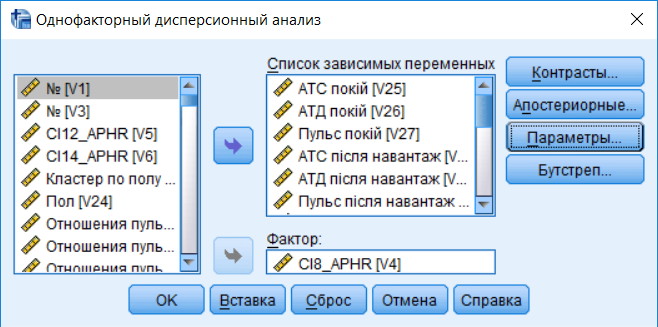 Однофакторный дисперсионный анализ
Список зависимых переменных
№ [V1]
№ [V3]
CI12_APHR [V5]
CI14_APHR [V6]
Кластер по полу ...
Пол [V24]
Отношения пуль...
Отношения пуль...
Отношения пуль...
АТС покій [V25]
АТД покій [V26]
Пульс покій [V27]
АТС після навантаж [V...
АТД після навантаж [V...
Пульс після навантаж ...
Фактор:
CI8_APHR [V4]
Контрасты...
Апостериорные...
Параметры...
Бутстреп...
OK
Вставка
Сброс
Отмена
Справка